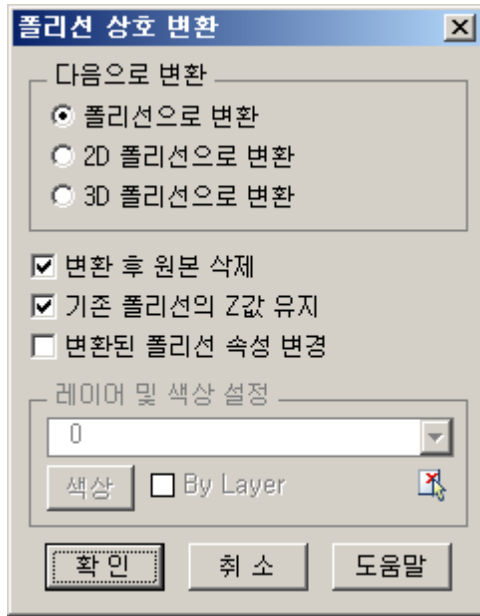 폴리선 상호 변환
다음으로 변환
폴리선으로 변환
2D 폴리선으로 변환
3D 폴리선으로 변환
변환 후 원본 삭제
기존 폴리선의 Z값 유지
변환된 폴리선 속성 변경
레이어 및 색상 설정
0
색상 By Layer
확 인 취 소 도움말